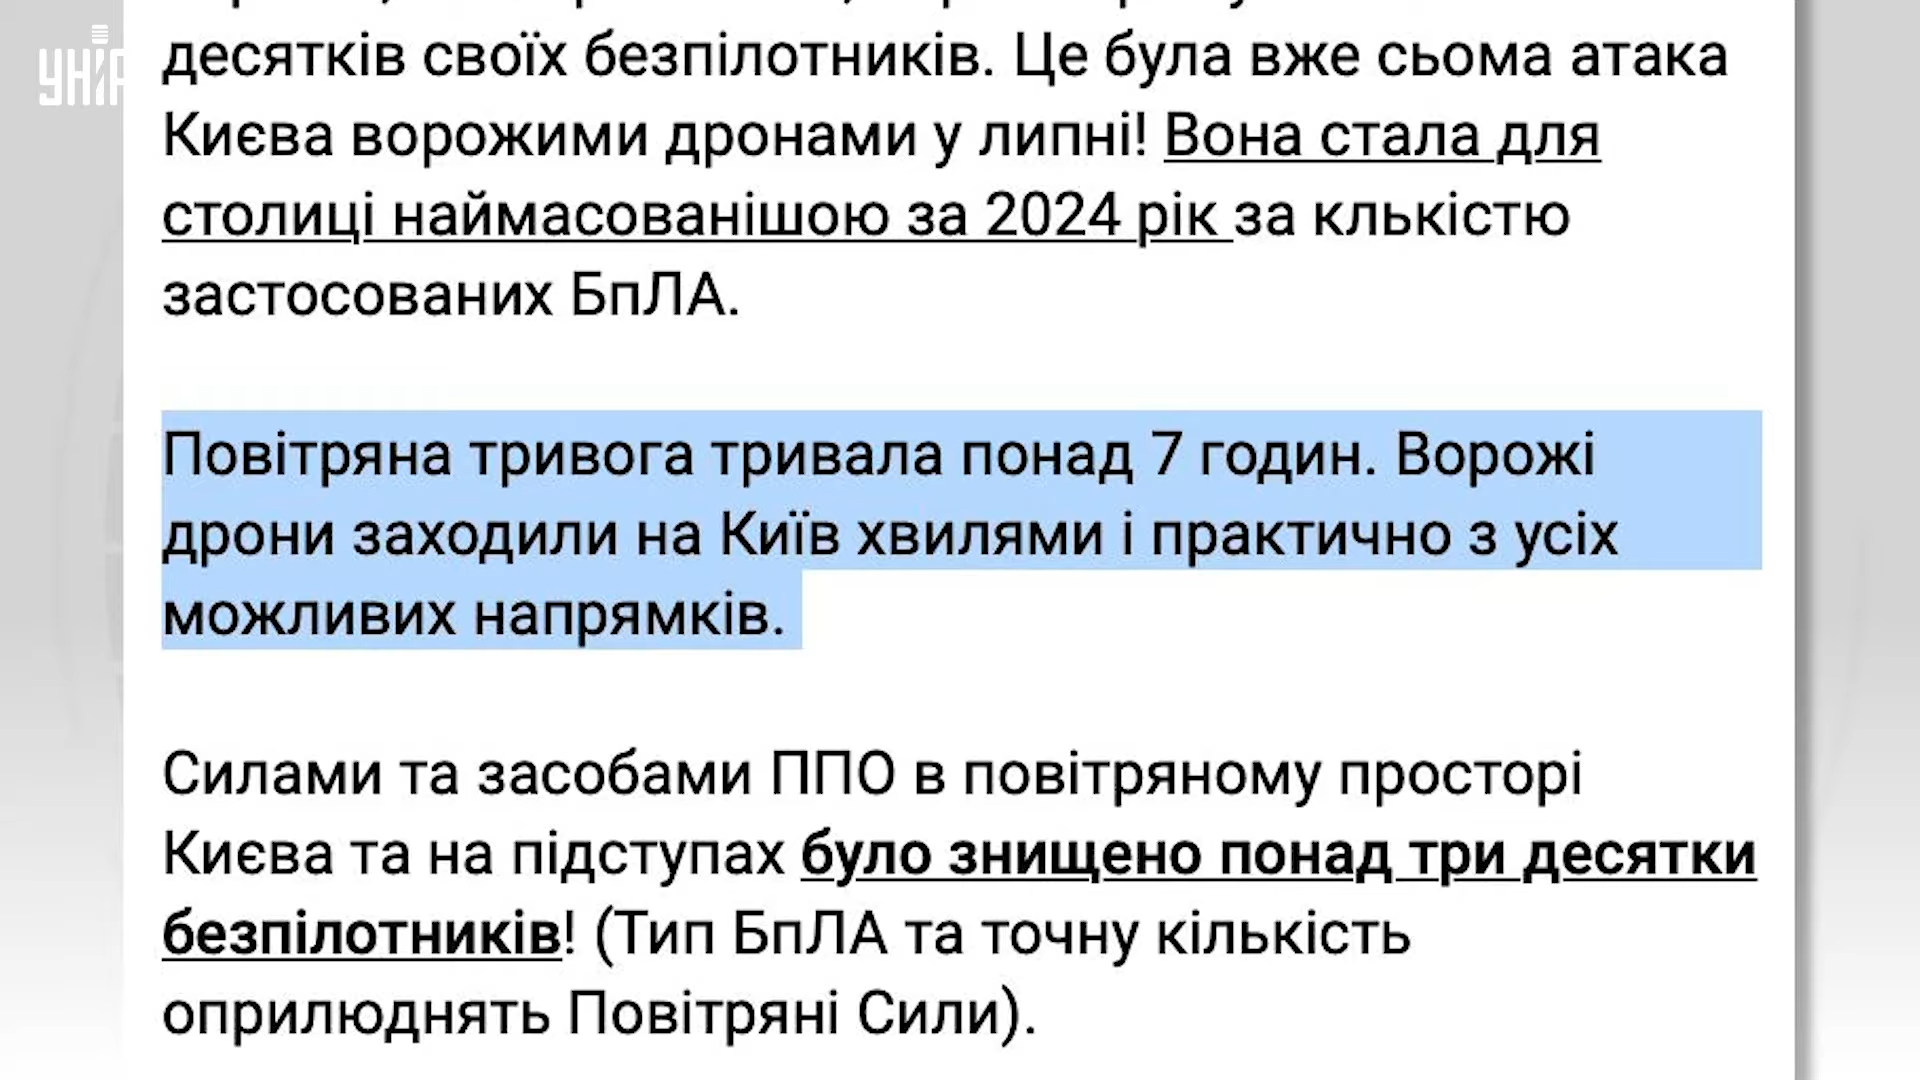 УНІА
десятків своїх безпілотників. Це була вже сьома атака
Києва ворожими дронами у липні! Вона стала для
столиці наймасованішою за 2024 рік за клькістю
застосованих БпЛА.
Повітряна тривога тривала понад 7 годин. Ворожі
дрони заходили на Київ хвилями і практично з усіх
можливих напрямків.
Силами та засобами ППО в повітряному просторі
Києва та на підступах було знищено понад три десятки
безпілотників! (Тип БпЛА та точну кількість
оприлюднять Повітряні Сили).